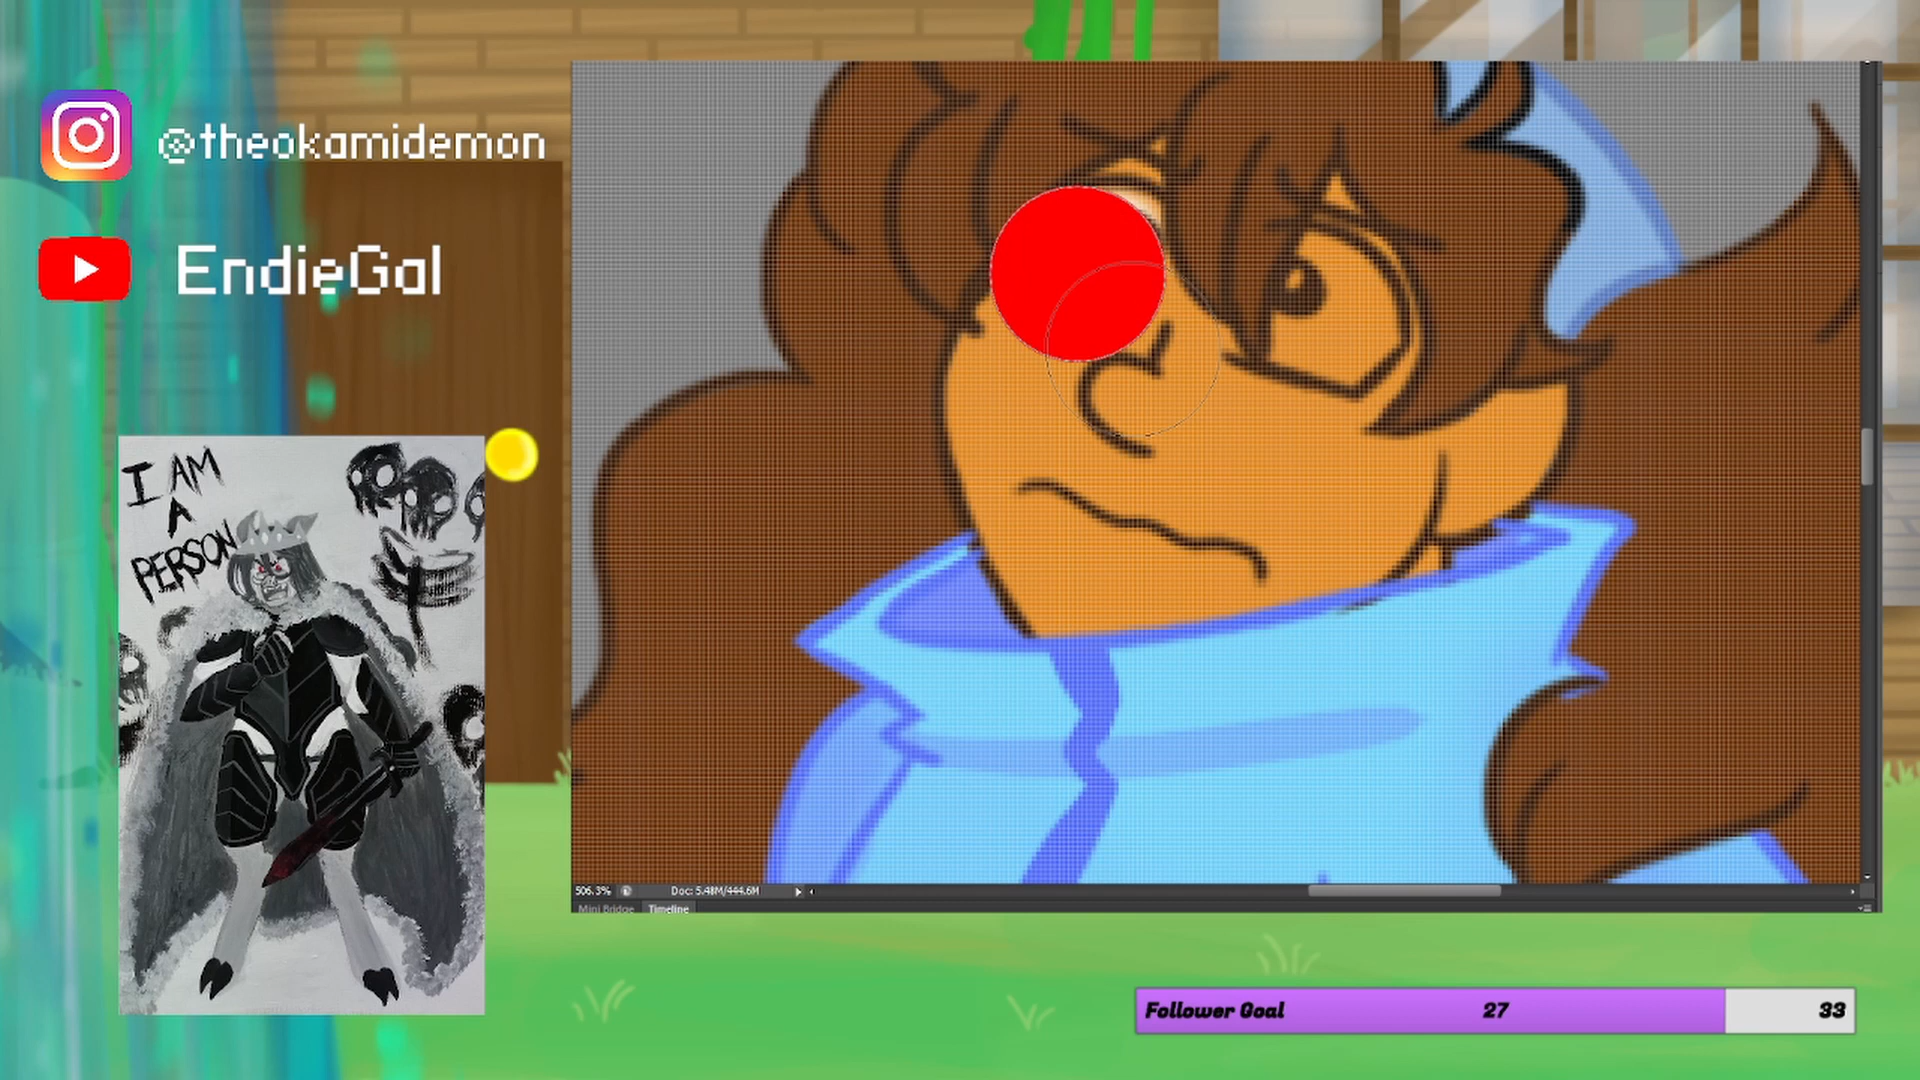 @theokamidemon
EndieGal
I AM
A
PERSON
506.3%
Doc: 5.48M/444.6M
Mini Bridge
Timeline
Follower Goal
27
33